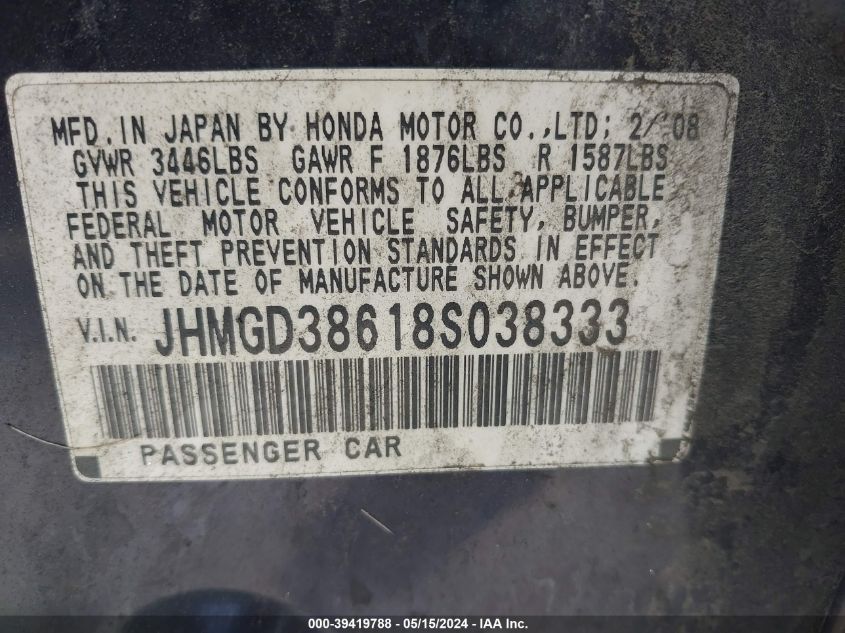 MFD. IN JAPAN BY HONDA MOTOR CO.,LTD; 2/08
GVWR 3446LBS GAWR F 1876LBS R 1587LBS
THIS VEHICLE CONFORMS TO ALL APPLICABLE
FEDERAL MOTOR VEHICLE SAFETY, BUMPER,
AND THEFT PREVENTION STANDARDS IN EFFECT
ON THE DATE OF MANUFACTURE SHOWN ABOVE.
V.I.N. JHMGD38618S038333
PASSENGER CAR
000-39419788 - 05/15/2024 - IAA Inc.